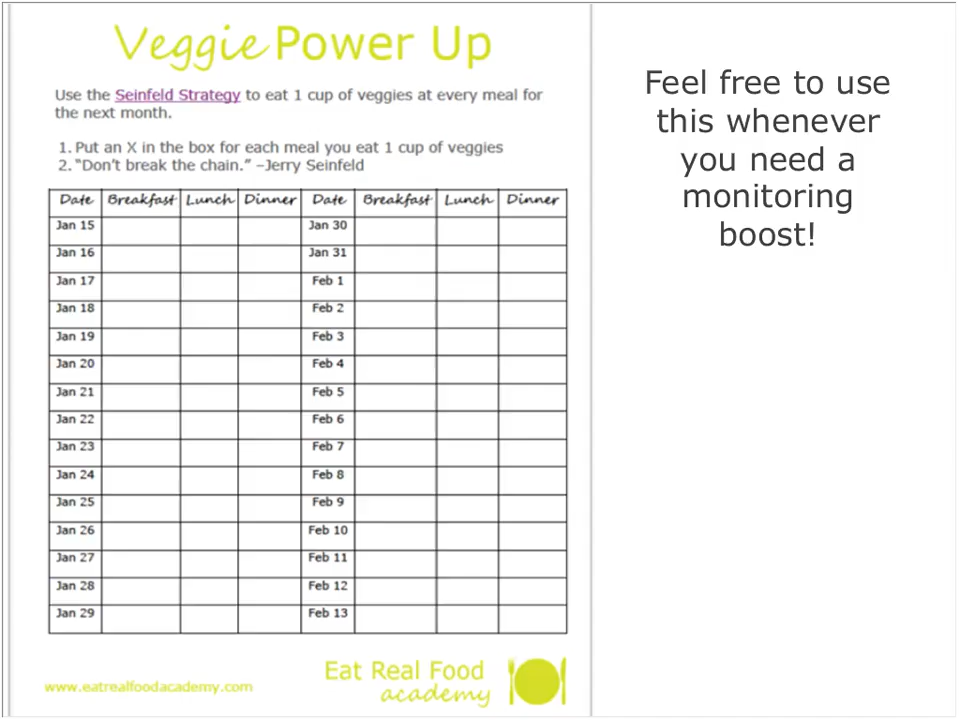 Veggie Power Up
Use the Seinfeld Strategy to eat 1 cup of veggies at every meal for
the next month.
1. Put an X in the box for each meal you eat 1 cup of veggies
2. “Don’t break the chain.” –Jerry Seinfeld
Date Breakfast Lunch Dinner Date Breakfast Lunch Dinner
Jan 15 Jan 30
Jan 16 Jan 31
Jan 17 Feb 1
Jan 18 Feb 2
Jan 19 Feb 3
Jan 20 Feb 4
Jan 21 Feb 5
Jan 22 Feb 6
Jan 23 Feb 7
Jan 24 Feb 8
Jan 25 Feb 9
Jan 26 Feb 10
Jan 27 Feb 11
Jan 28 Feb 12
Jan 29 Feb 13
www.eatrealfoodacademy.com
Eat Real Food
academy
Feel free to use
this whenever
you need a
monitoring
boost!